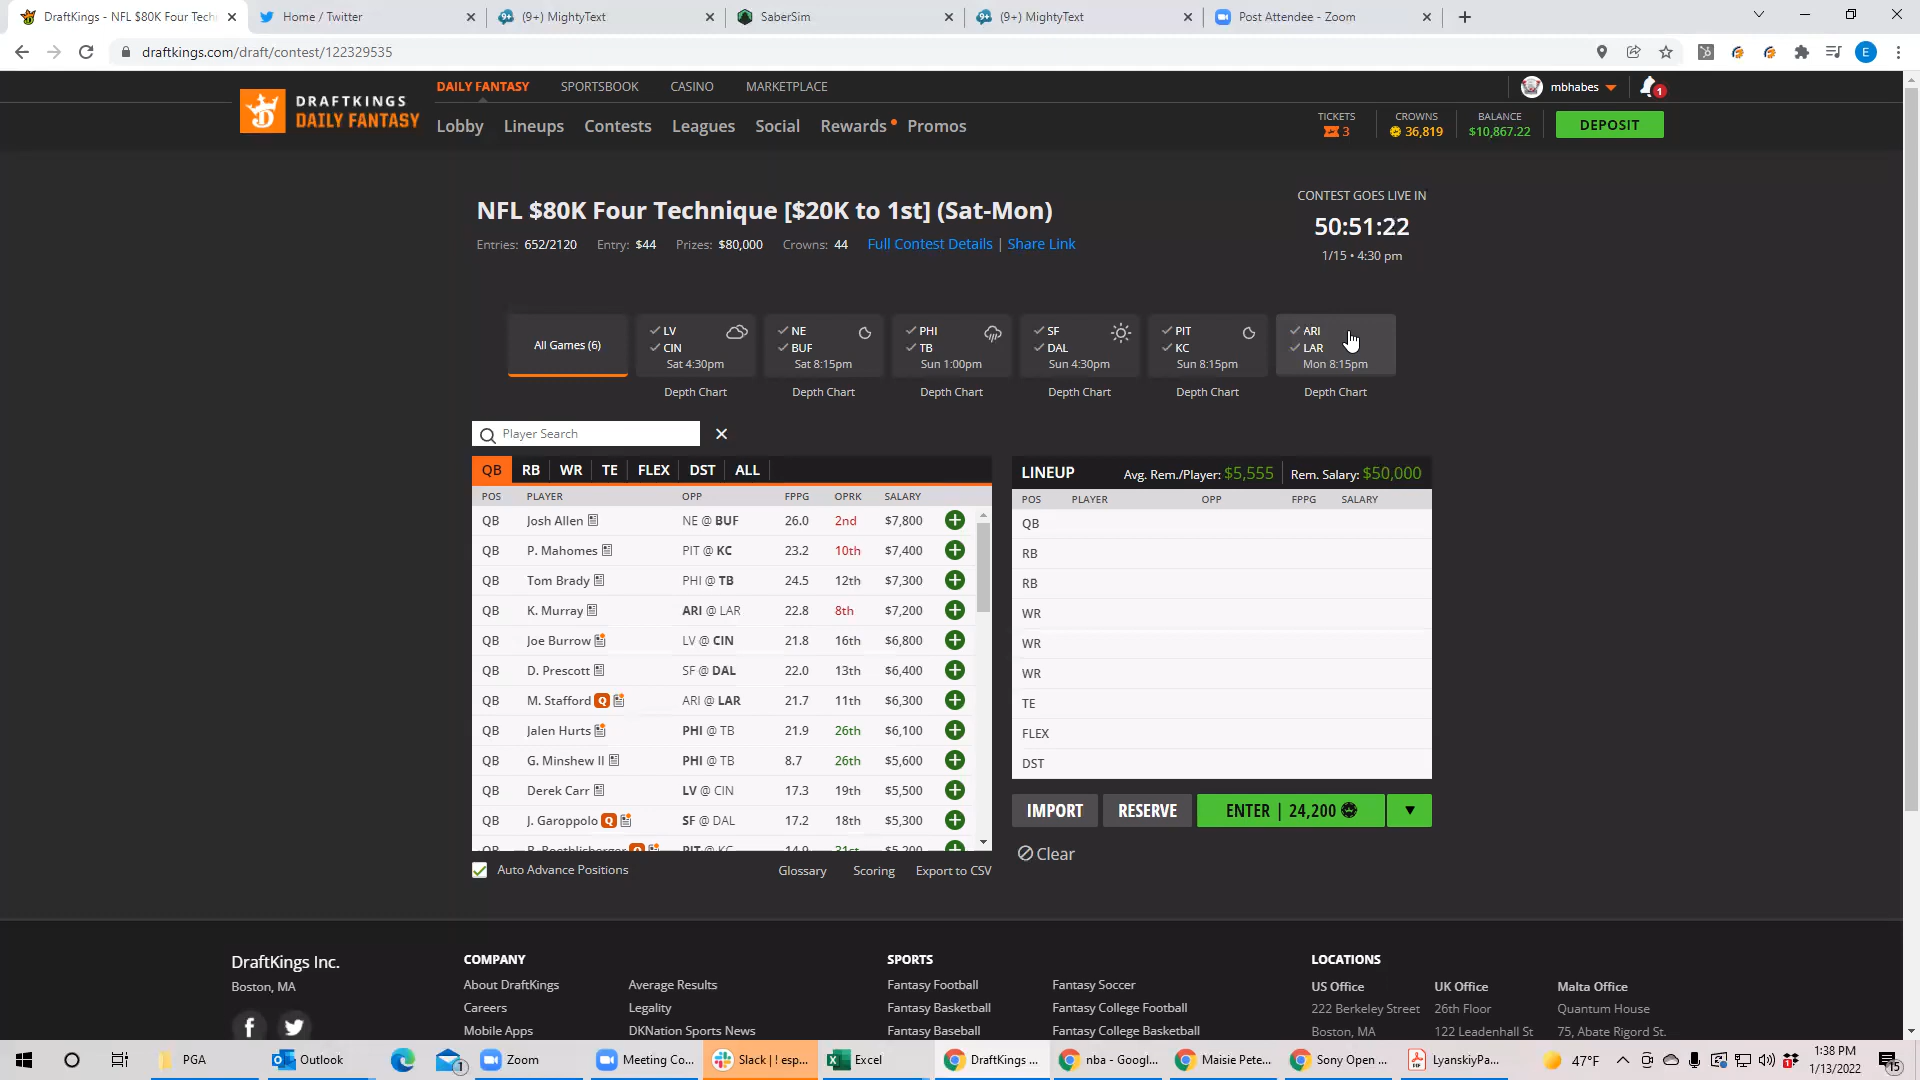 DraftKings - NFL $80K Four Techn
Home / Twitter
(9+) MightyText
SaberSim
(9+) MightyText
Post Attendee - Zoom
draftkings.com/draft/contest/122329535
E
DRAFTKINGS
DAILY FANTASY
DAILY FANTASY SPORTSBOOK CASINO MARKETPLACE
mbhabes
1
Lobby Lineups Contests Leagues Social Rewards Promos
TICKETS
3
CROWNS
36,819
BALANCE
$10,867.22
DEPOSIT
NFL $80K Four Technique [$20K to 1st] (Sat-Mon)
Entries: 652/2120 Entry: $44 Prizes: $80,000 Crowns: 44 Full Contest Details | Share Link
CONTEST GOES LIVE IN
50:51:22
1/15 • 4:30 pm
All Games (6)
LV
CIN
Sat 4:30pm
Depth Chart
NE
BUF
Sat 8:15pm
Depth Chart
PHI
TB
Sun 1:00pm
Depth Chart
SF
DAL
Sun 4:30pm
Depth Chart
PIT
KC
Sun 8:15pm
Depth Chart
ARI
LAR
Mon 8:15pm
Depth Chart
Player Search
QB RB WR TE FLEX DST ALL
POS PLAYER OPP FPPG OPRK SALARY
QB Josh Allen NE @ BUF 26.0 2nd $7,800
QB P. Mahomes PIT @ KC 23.2 10th $7,400
QB Tom Brady PHI @ TB 24.5 12th $7,300
QB K. Murray ARI @ LAR 22.8 8th $7,200
QB Joe Burrow LV @ CIN 21.8 16th $6,800
QB D. Prescott SF @ DAL 22.0 13th $6,400
QB M. Stafford Q ARI @ LAR 21.7 11th $6,300
QB Jalen Hurts PHI @ TB 21.9 26th $6,100
QB G. Minshew II PHI @ TB 8.7 26th $5,600
QB Derek Carr LV @ CIN 17.3 19th $5,500
QB J. Garoppolo Q SF @ DAL 17.2 18th $5,300
QB B. Roethlisberger Q PIT @ KC 14.9 31st $5,200
Auto Advance Positions
Glossary Scoring Export to CSV
LINEUP Avg. Rem./Player: $5,555 Rem. Salary: $50,000
POS PLAYER OPP FPPG SALARY
QB
RB
RB
WR
WR
WR
TE
FLEX
DST
IMPORT RESERVE ENTER | 24,200
Clear
DraftKings Inc.
Boston, MA
COMPANY
About DraftKings
Careers
Mobile Apps
Average Results
Legality
DKNation Sports News
SPORTS
Fantasy Football
Fantasy Basketball
Fantasy Baseball
Fantasy Soccer
Fantasy College Football
Fantasy College Basketball
LOCATIONS
US Office
222 Berkeley Street
Boston, MA
UK Office
26th Floor
122 Leadenhall St
Malta Office
Quantum House
75, Abate Rigord St.
PGA
Outlook
1
Zoom
Meeting Co...
Slack | ! esp...
Excel
DraftKings ...
nba - Googl...
Maisie Pete...
Sony Open ...
LyanskiyPa...
47°F
1:38 PM
1/13/2022
15